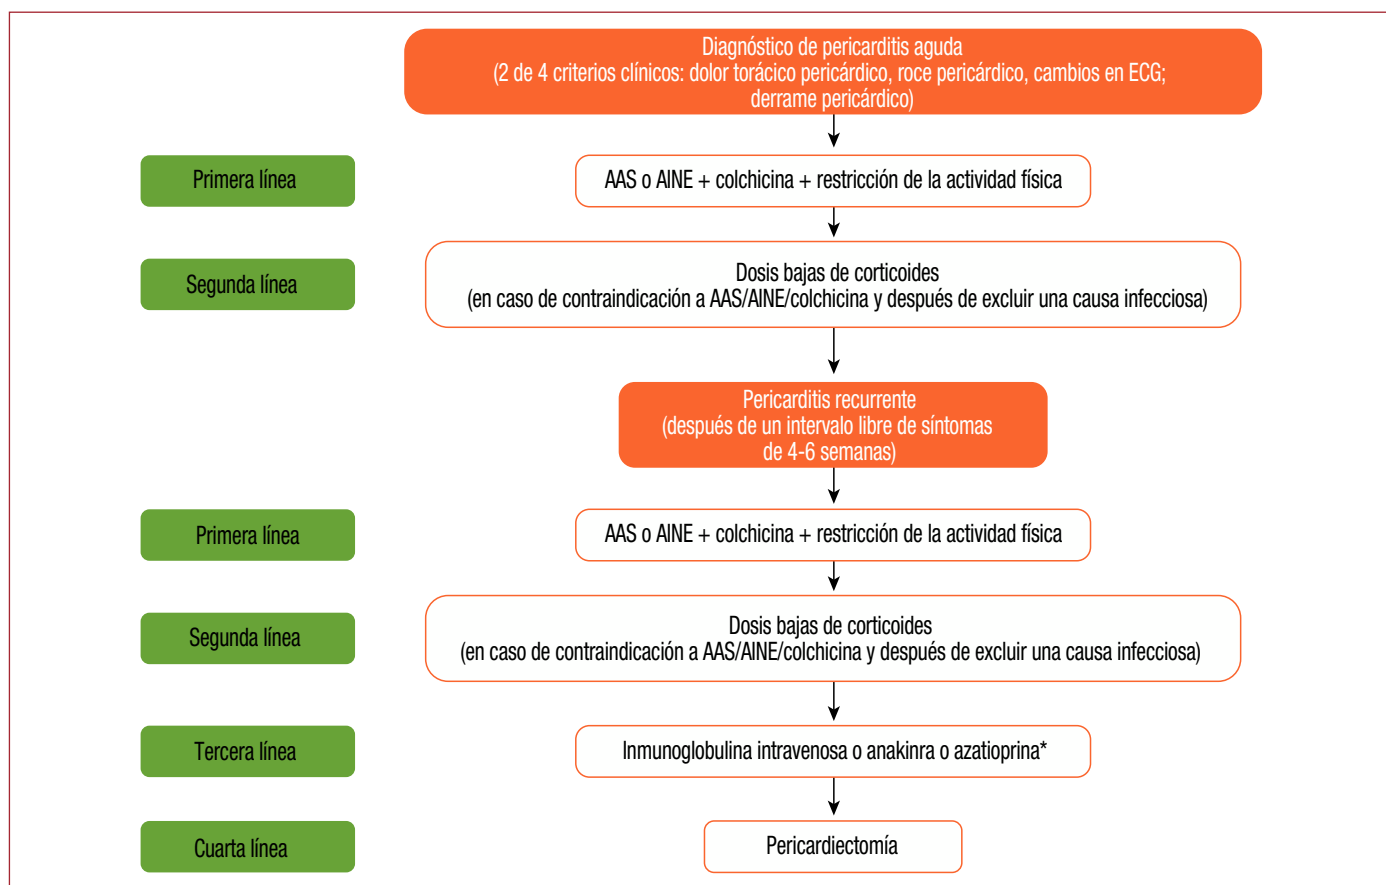 Diagnóstico de pericarditis aguda
(2 de 4 criterios clínicos: dolor torácico pericárdico, roce pericárdico, cambios en ECG;
derrame pericárdico)
Primera línea
AAS o AINE + colchicina + restricción de la actividad física
Segunda línea
Dosis bajas de corticoides
(en caso de contraindicación a AAS/AINE/colchicina y después de excluir una causa infecciosa)
Pericarditis recurrente
(después de un intervalo libre de síntomas
de 4-6 semanas)
Primera línea
AAS o AINE + colchicina + restricción de la actividad física
Segunda línea
Dosis bajas de corticoides
(en caso de contraindicación a AAS/AINE/colchicina y después de excluir una causa infecciosa)
Tercera línea
Inmunoglobulina intravenosa o anakinra o azatioprina*
Cuarta línea
Pericardiectomía